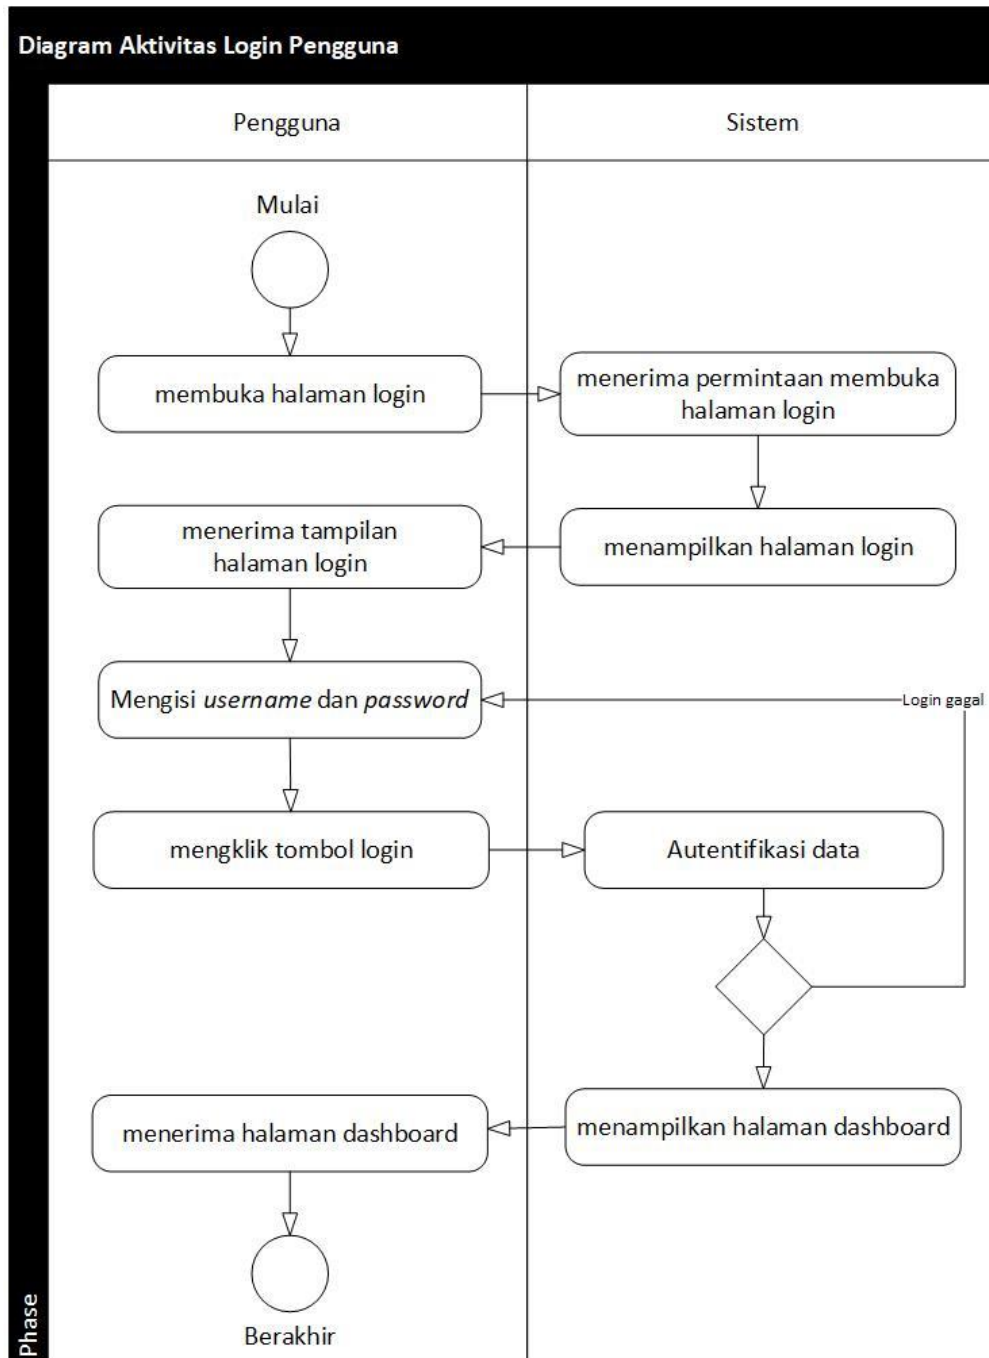 Diagram Aktivitas Login Pengguna
Pengguna
Sistem
Mulai
membuka halaman login
menerima permintaan membuka
halaman login
menerima tampilan
halaman login
menampilkan halaman login
Mengisi username dan password
Login gagal
mengklik tombol login
Autentifikasi data
menerima halaman dashboard
menampilkan halaman dashboard
Berakhir
Phase